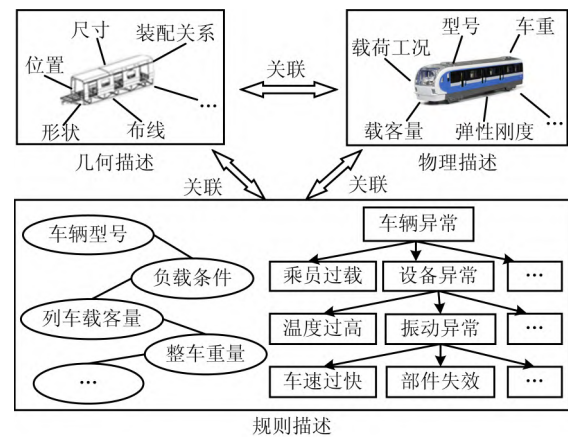 尺寸
装配关系
位置
…
形状
布线
几何描述
关联
型号
车重
载荷工况
载客量
弹性刚度
…
物理描述
关联
关联
车辆型号
负载条件
列车载客量
整车重量
…
车辆异常
乘员过载
设备异常
…
温度过高
振动异常
…
车速过快
部件失效
…
规则描述